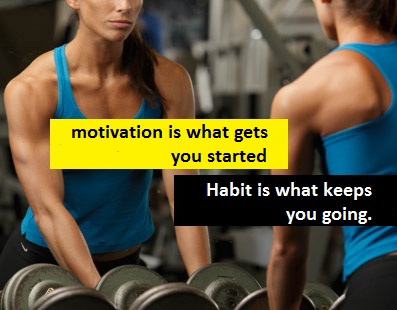 motivation is what gets
you started
Habit is what keeps
you going.